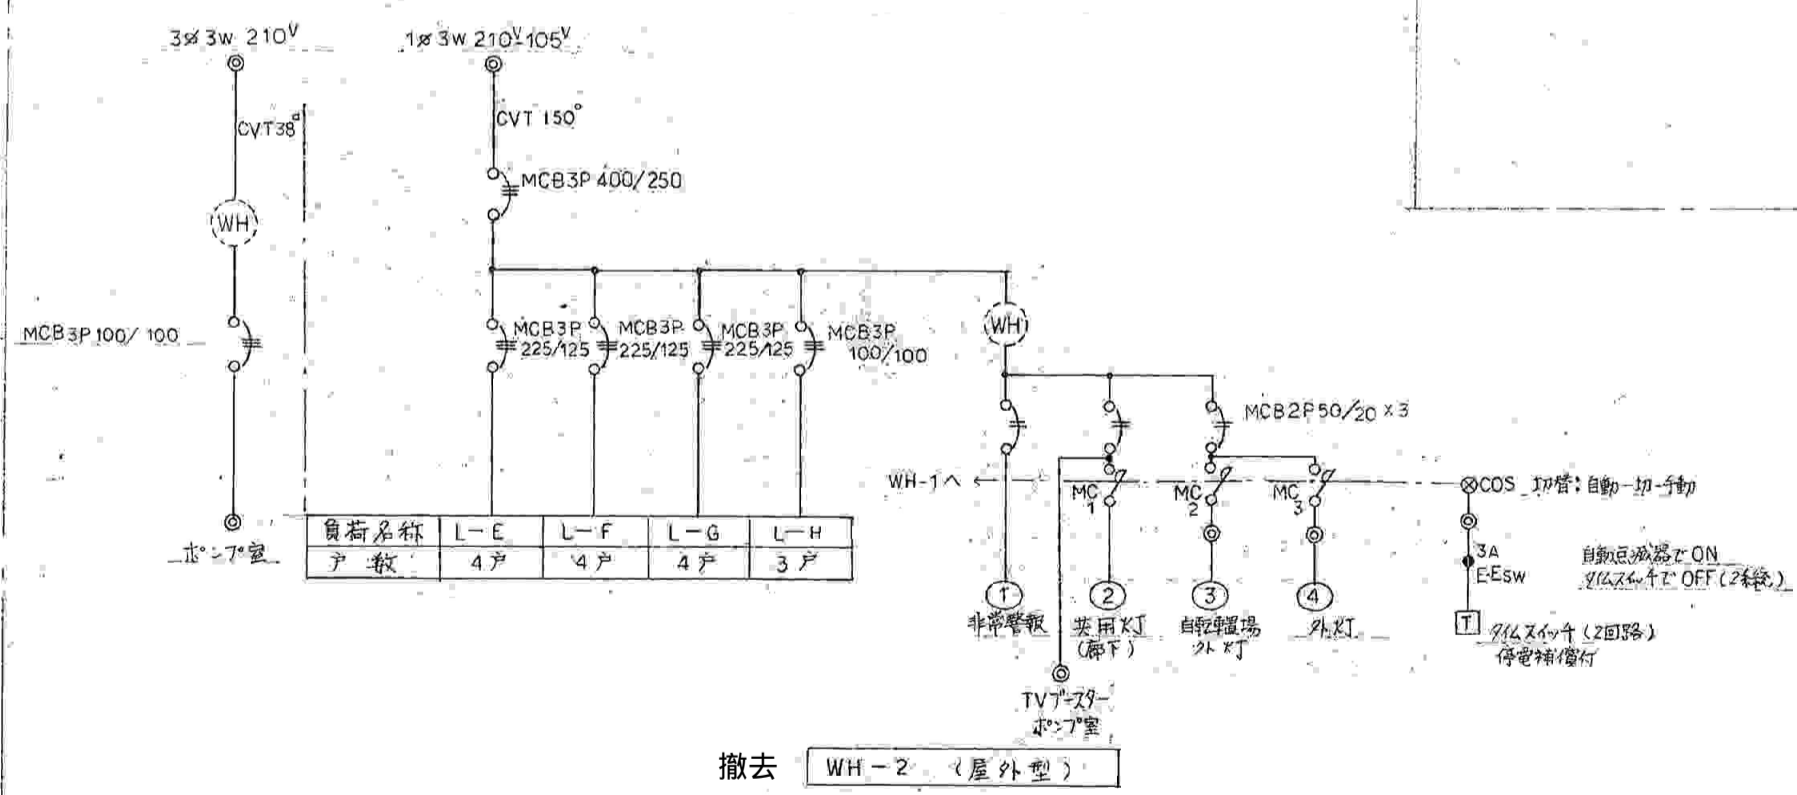 3φ3W 210V
1φ3W 210V-105V
CVT38°
CVT 150°
MCB3P 400/250
WH
MCB3P 100/100
MCB3P
225/125
MCB3P
225/125
MCB3P
225/125
MCB3P
100/100
WH
MCB2P50/20×3
WH-1へ
MC
1
MC
2
MC
3
COS 切替:自動-切-手動
3A
E-ESW
自動点滅器でON
タイムスイッチでOFF(2系統)
T
タイムスイッチ(2回路)
停電補償付
ポンプ室
負荷名称 L-E L-F L-G L-H
戸数 4戸 4戸 4戸 3戸
1
非常警報
2
共用灯
(廊下)
3
自転車置場
外灯
4
外灯
TVブースター
ポンプ室
撤去 WH-2 (屋外型)